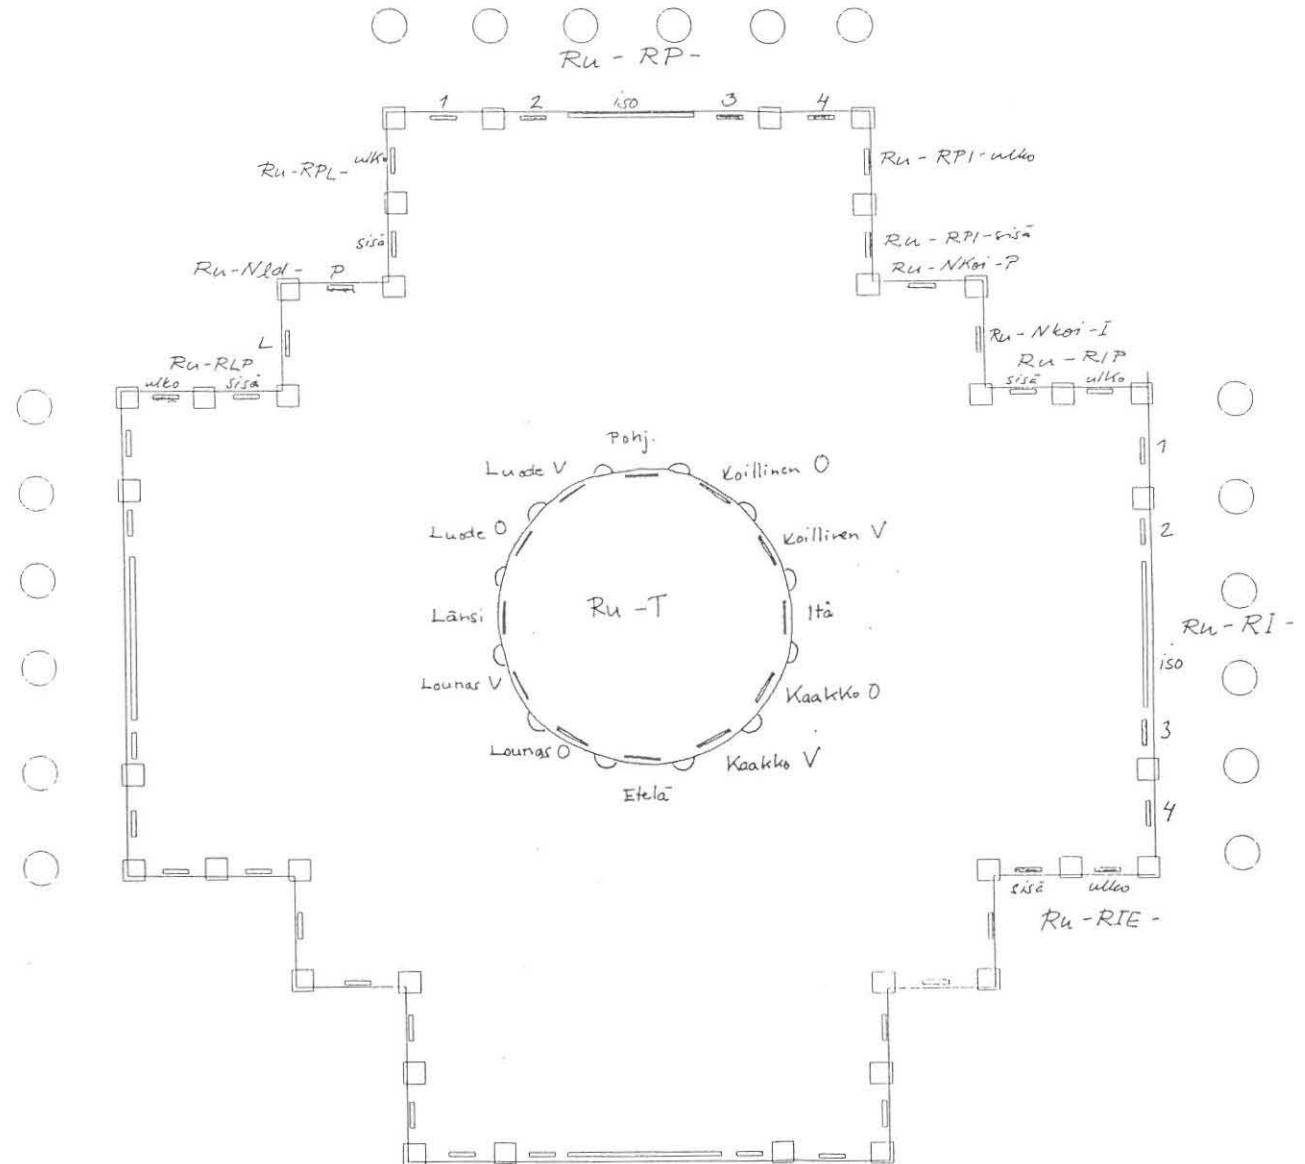 Ru - RP -
1 2 iso 3 4
Ru - RPL - ulko
Ru - RPI - ulko
sisä
Ru - RPI - sisä
Ru - Nld - P
Ru - NKoi - P
L
Ru - Nkoi - I
Ru - RLP
Ru - RIP
ulko sisä
sisä ulko
1
2
Pohj.
Luode V
Koillinen O
Luode O
Koillinen V
Länsi
Ru - T
Itä
Ru - RI -
iso
Lounas V
Kaakko O
3
Lounas O
Kaakko V
Etelä
4
sisä ulko
Ru - RIE -